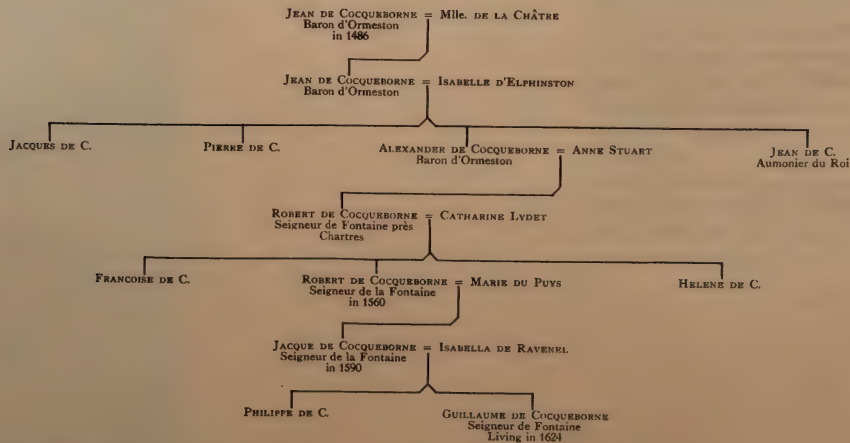 JEAN DE COCQUEBORNE = Mlle. DE LA CHÂTRE
Baron d'Ormeston
in 1486
JEAN DE COCQUEBORNE = ISABELLE D'ELPHINSTON
Baron d'Ormeston
JACQUES DE C. PIERRE DE C. ALEXANDER DE COCQUEBORNE = ANNE STUART JEAN DE C.
Baron d'Ormeston Aumonier du Roi
ROBERT DE COCQUEBORNE = CATHARINE LYDET
Seigneur de Fontaine près
Chartres
FRANCOISE DE C. ROBERT DE COCQUEBORNE = MARIE DU PUYS HELENE DE C.
Seigneur de la Fontaine
in 1560
JACQUE DE COCQUEBORNE = ISABELLA DE RAVENEL
Seigneur de la Fontaine
in 1590
PHILIPPE DE C. GUILLAUME DE COCQUEBORNE
Seigneur de Fontaine
Living in 1624